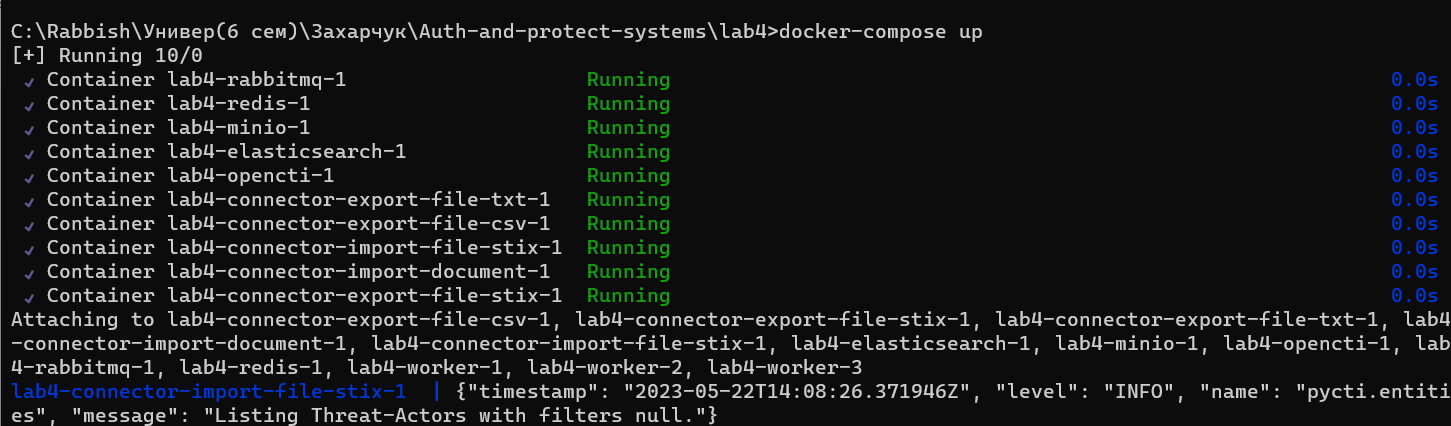 C:\Rabbish\Универ(6 сем)\Захарчук\Auth-and-protect-systems\lab4>docker-compose up
[+] Running 10/0
✓ Container lab4-rabbitmq-1 Running 0.0s
✓ Container lab4-redis-1 Running 0.0s
✓ Container lab4-minio-1 Running 0.0s
✓ Container lab4-elasticsearch-1 Running 0.0s
✓ Container lab4-opencti-1 Running 0.0s
✓ Container lab4-connector-export-file-txt-1 Running 0.0s
✓ Container lab4-connector-export-file-csv-1 Running 0.0s
✓ Container lab4-connector-import-file-stix-1 Running 0.0s
✓ Container lab4-connector-import-document-1 Running 0.0s
✓ Container lab4-connector-export-file-stix-1 Running 0.0s
Attaching to lab4-connector-export-file-csv-1, lab4-connector-export-file-stix-1, lab4-connector-export-file-txt-1, lab4
-connector-import-document-1, lab4-connector-import-file-stix-1, lab4-elasticsearch-1, lab4-minio-1, lab4-opencti-1, lab
4-rabbitmq-1, lab4-redis-1, lab4-worker-1, lab4-worker-2, lab4-worker-3
lab4-connector-import-file-stix-1 | {"timestamp": "2023-05-22T14:08:26.371946Z", "level": "INFO", "name": "pycti.entiti
es", "message": "Listing Threat-Actors with filters null."}